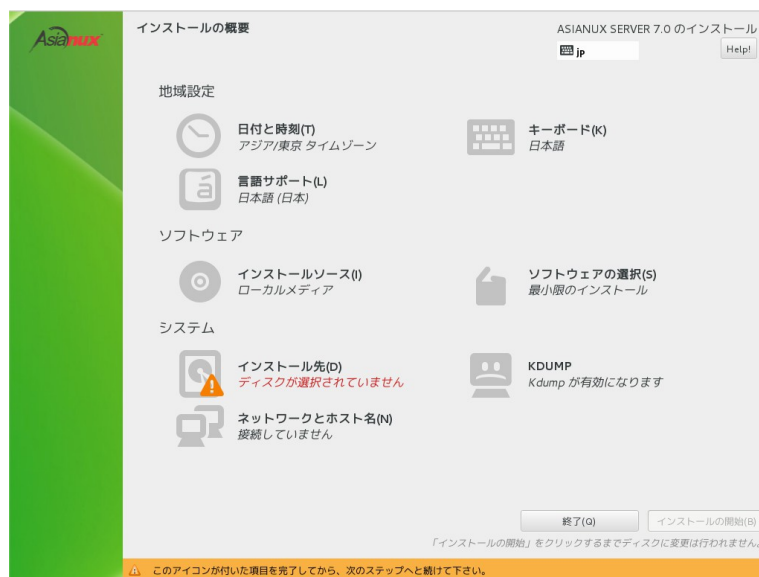 Asianux
インストールの概要
ASIANUX SERVER 7.0 のインストール
jp
Help!
地域設定
日付と時刻(T)
アジア/東京 タイムゾーン
キーボード(K)
日本語
á
言語サポート(L)
日本語 (日本)
ソフトウェア
インストールソース(I)
ローカルメディア
ソフトウェアの選択(S)
最小限のインストール
システム
インストール先(D)
ディスクが選択されていません
KDUMP
Kdump が有効になります
ネットワークとホスト名(N)
接続していません
終了(Q)
インストールの開始(B)
「インストールの開始」をクリックするまでディスクに変更は行われません。
このアイコンが付いた項目を完了してから、次のステップへと続けて下さい。